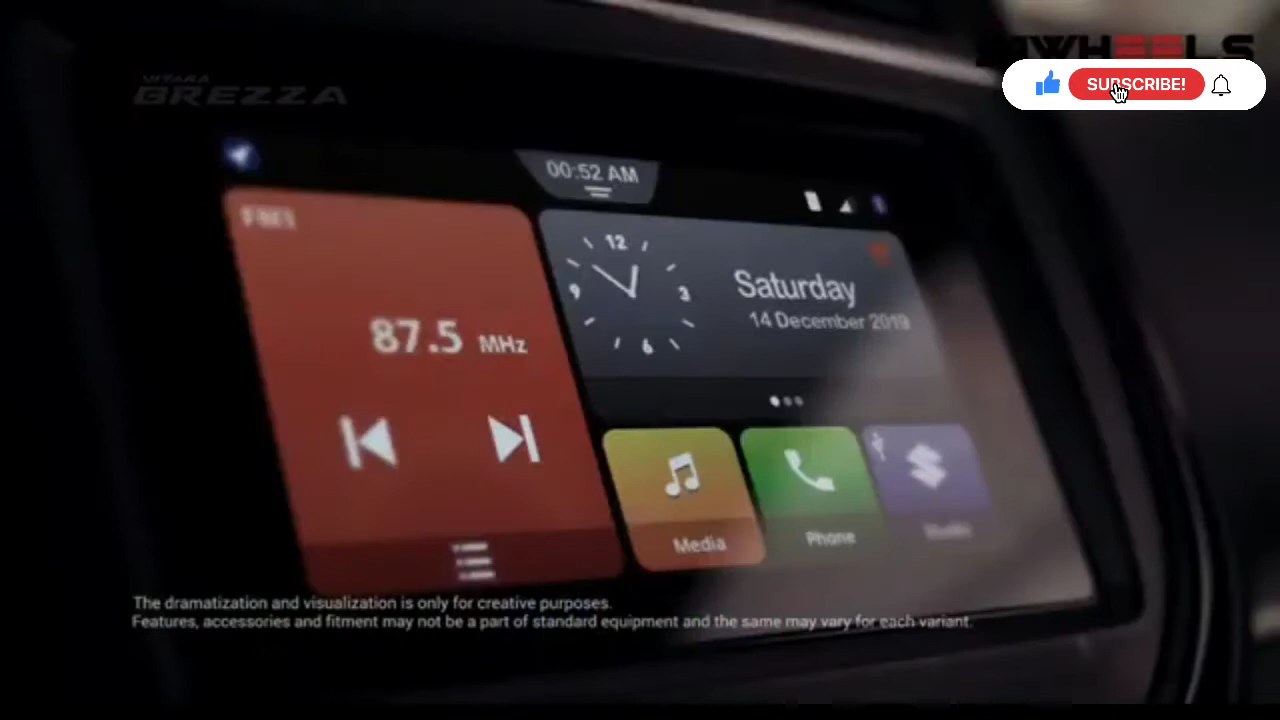 VITARA
BREZZA
WHEELS
SUBSCRIBE!
00:52 AM
FM1
87.5 MHz
12
3
6
9
Saturday
14 December 2019
Media
Phone
The dramatization and visualization is only for creative purposes.
Features, accessories and fitment may not be a part of standard equipment and the same may vary for each variant.